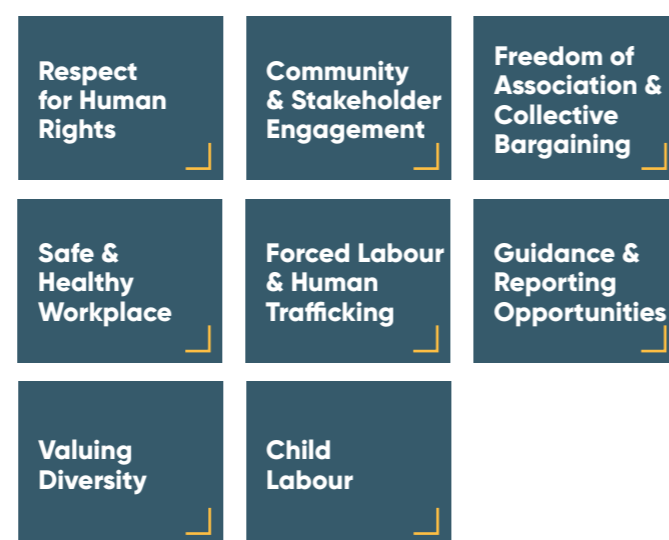 Respect
for Human
Rights
Community
& Stakeholder
Engagement
Freedom of
Association &
Collective
Bargaining
Safe &
Healthy
Workplace
Forced Labour
& Human
Trafficking
Guidance &
Reporting
Opportunities
Valuing
Diversity
Child
Labour